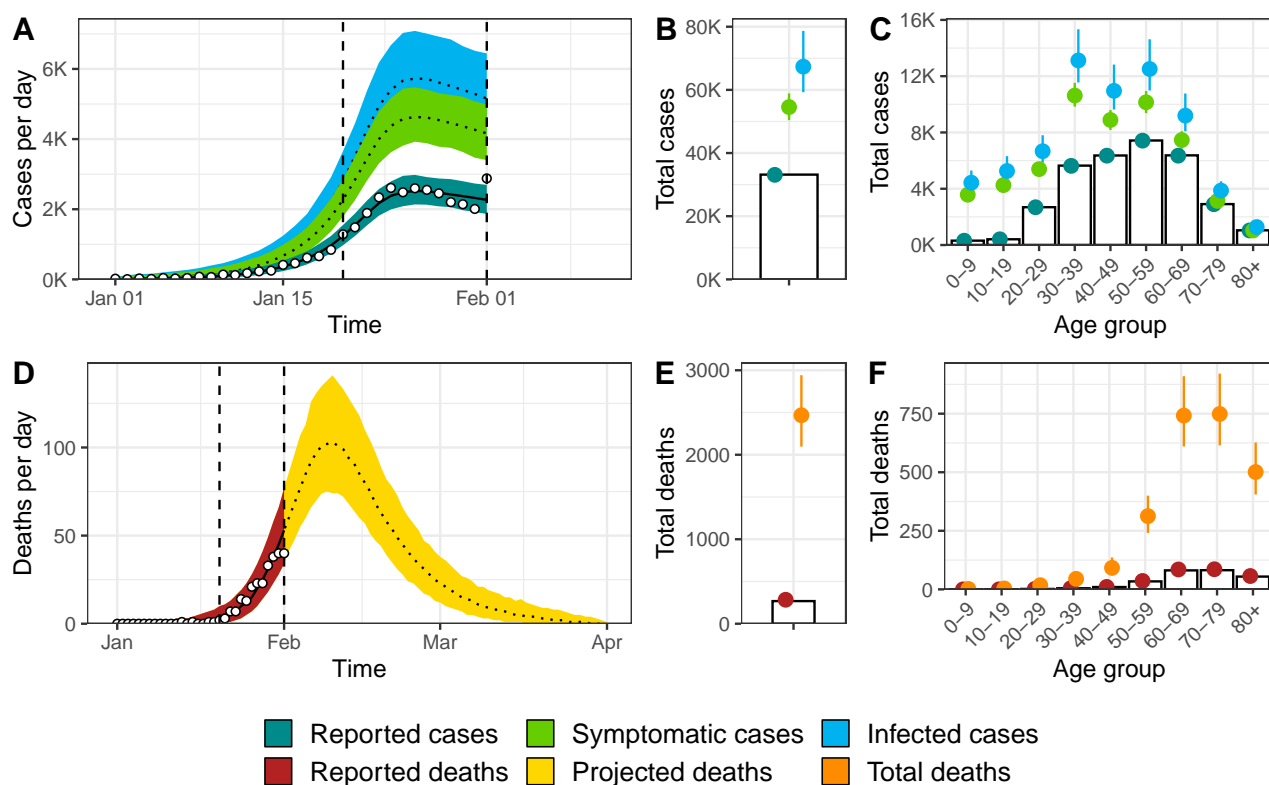 A
Cases per day
6K
4K
2K
0K
Jan 01
Jan 15
Feb 01
Time
B
Total cases
80K
60K
40K
20K
0K
C
Total cases
16K
12K
8K
4K
0K
0−9
10−19
20−29
30−39
40−49
50−59
60−69
70−79
80+
Age group
D
Deaths per day
100
50
0
Jan
Feb
Mar
Apr
Time
E
Total deaths
3000
2000
1000
0
F
Total deaths
750
500
250
0
0−9
10−19
20−29
30−39
40−49
50−59
60−69
70−79
80+
Age group
Reported cases
Symptomatic cases
Infected cases
Reported deaths
Projected deaths
Total deaths